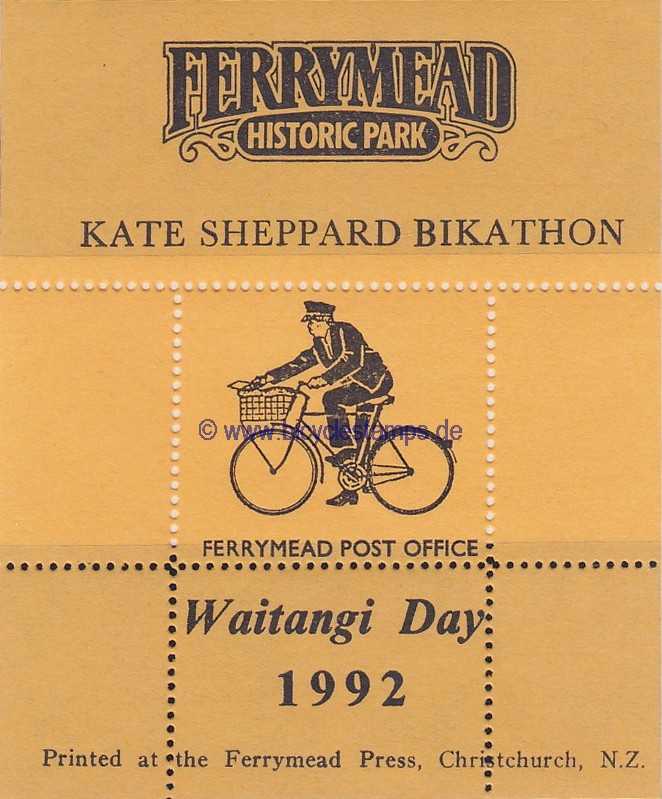 FERRYMEAD
HISTORIC PARK
KATE SHEPPARD BIKATHON
© www.bicyclestamps.de
FERRYMEAD POST OFFICE
Waitangi Day
1992
Printed at the Ferrymead Press, Christchurch, N.Z.